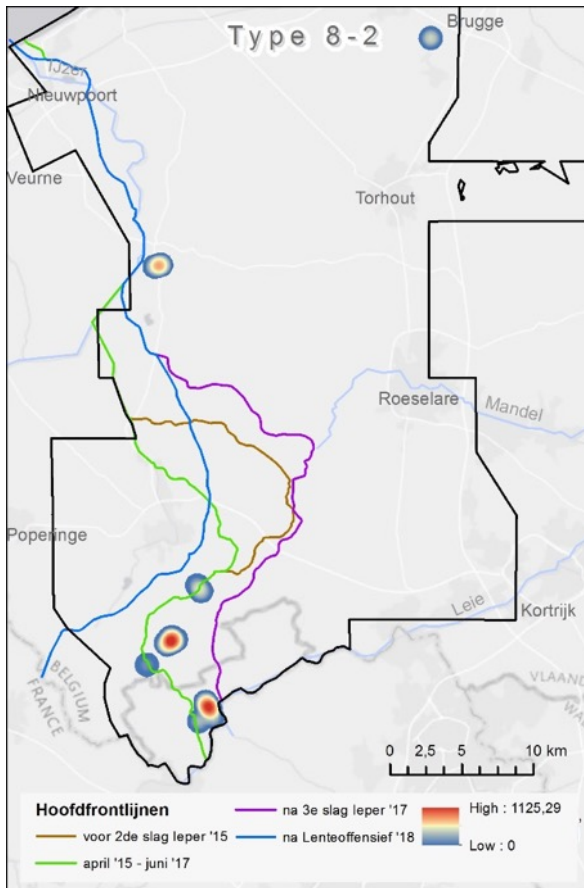 Brugge
Type 8-2
IJzer
Nieuwpoort
Veurne
Torhout
Roeselare
Mandel
Poperinge
Leie
Kortrijk
BELGIUM
FRANCE
VLAAND
WA
0 2,5 5 10 km
Hoofdfrontlijnen
voor 2de slag Ieper '15
april '15 - juni '17
na 3e slag Ieper '17
na Lenteoffensief '18
High : 1125,29
Low : 0